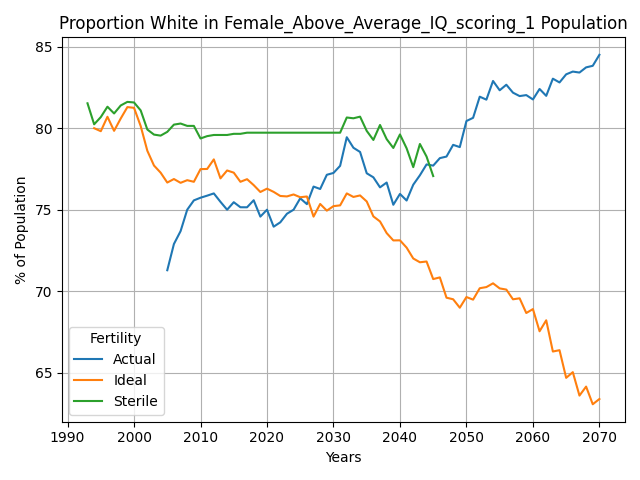 Proportion White in Female_Above_Average_IQ_scoring_1 Population
% of Population
85
80
75
70
65
Fertility
Actual
Ideal
Sterile
1990 2000 2010 2020 2030 2040 2050 2060 2070
Years